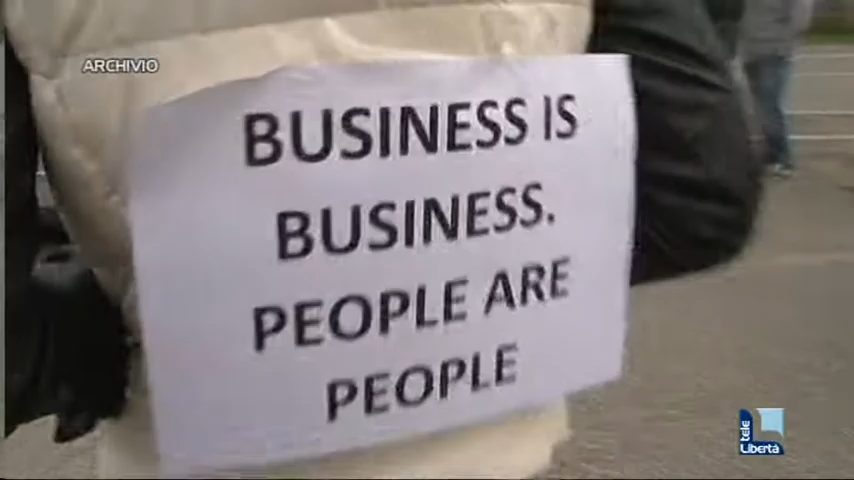 ARCHIVIO
BUSINESS IS
BUSINESS.
PEOPLE ARE
PEOPLE
tele
Libertà